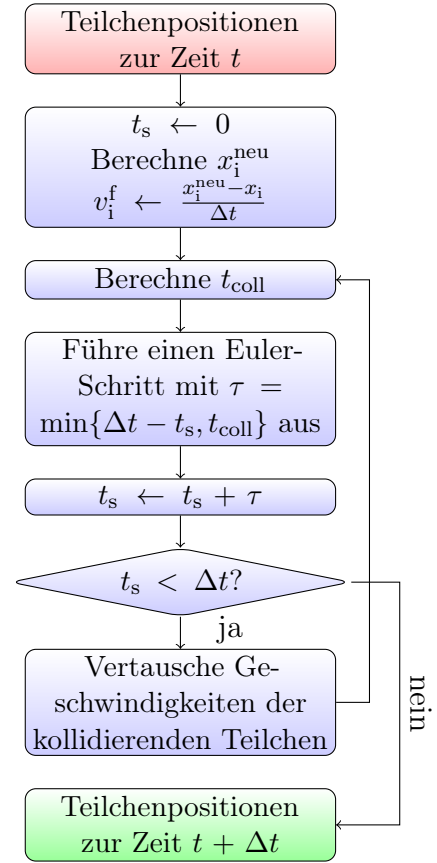 Teilchenpositionen
zur Zeit t
t_s ← 0
Berechne x_i^neu
v_i^f ← (x_i^neu − x_i)/Δt
Berechne t_coll
Führe einen Euler-
Schritt mit τ =
min{Δt − t_s, t_coll} aus
t_s ← t_s + τ
t_s < Δt?
ja
nein
Vertausche Ge-
schwindigkeiten der
kollidierenden Teilchen
Teilchenpositionen
zur Zeit t + Δt